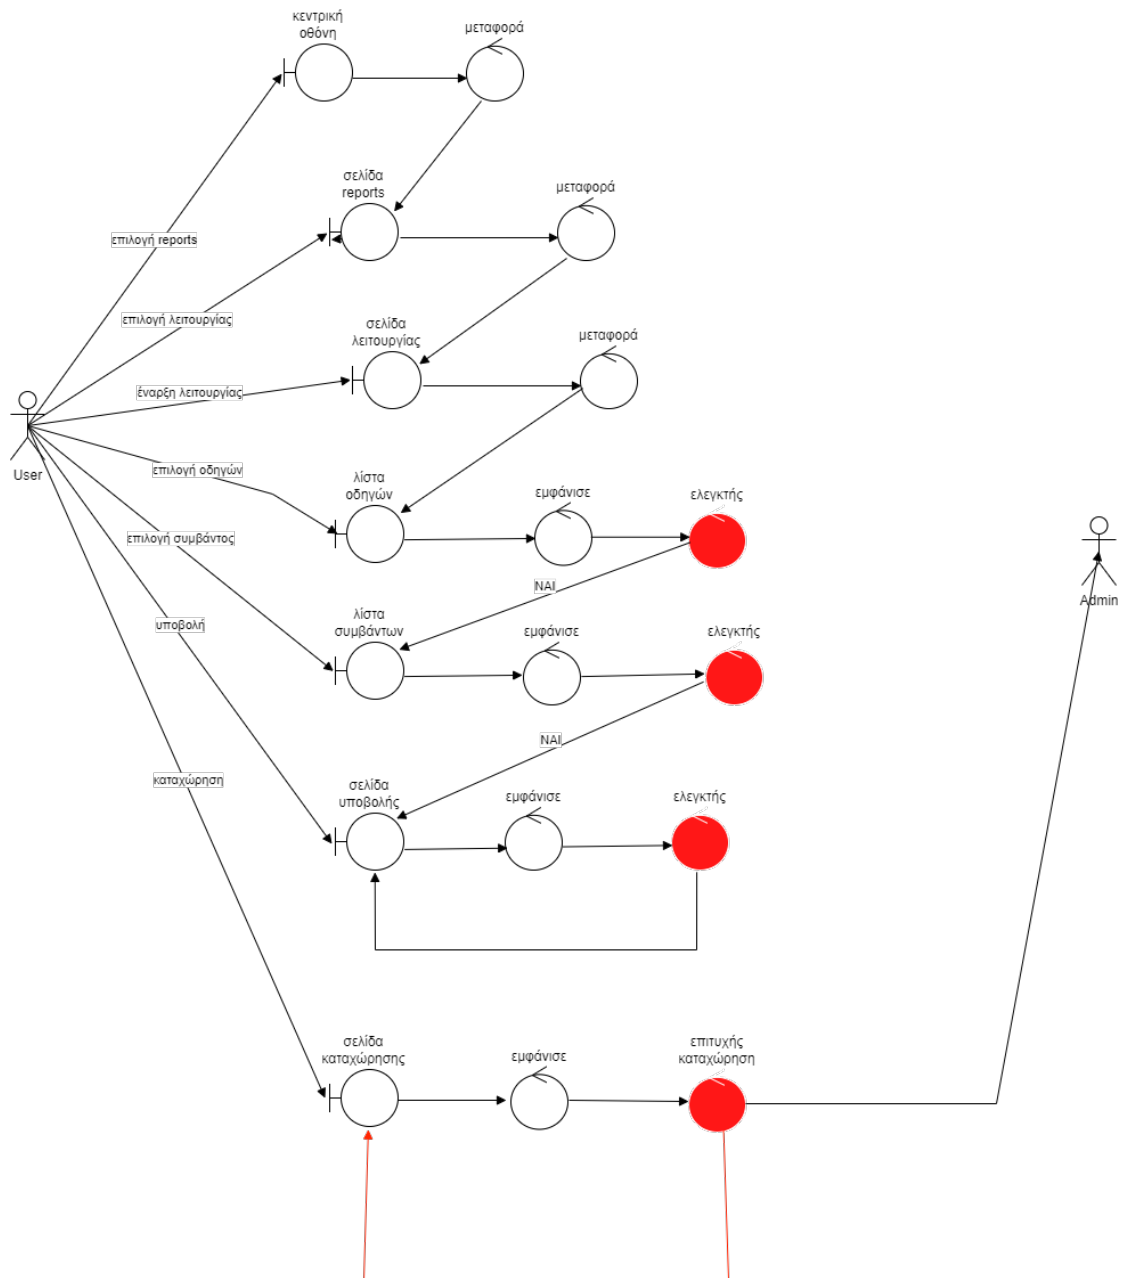 κεντρική
οθόνη
μεταφορά
σελίδα
reports
μεταφορά
επιλογή reports
επιλογή λειτουργίας
σελίδα
λειτουργίας
μεταφορά
έναρξη λειτουργίας
User
επιλογή οδηγών
λίστα
οδηγών
εμφάνισε
ελεγκτής
επιλογή συμβάντος
ΝΑΙ
Admin
λίστα
συμβάντων
εμφάνισε
ελεγκτής
υποβολή
ΝΑΙ
καταχώρηση
σελίδα
υποβολής
εμφάνισε
ελεγκτής
σελίδα
καταχώρησης
εμφάνισε
επιτυχής
καταχώρηση